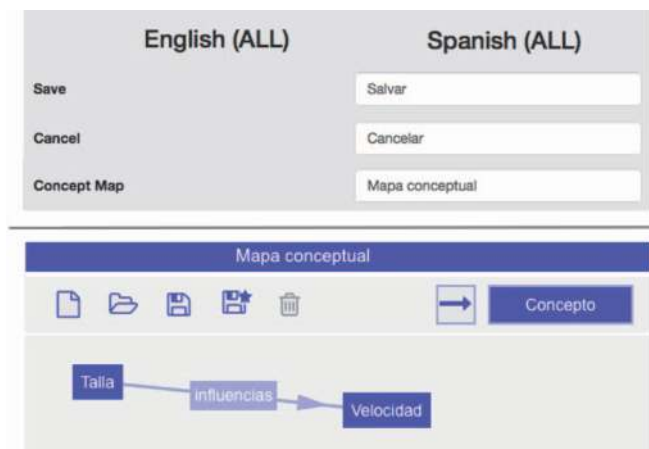 English (ALL) Spanish (ALL)
Save Salvar
Cancel Cancelar
Concept Map Mapa conceptual
Mapa conceptual
Concepto
Talla
influencias
Velocidad